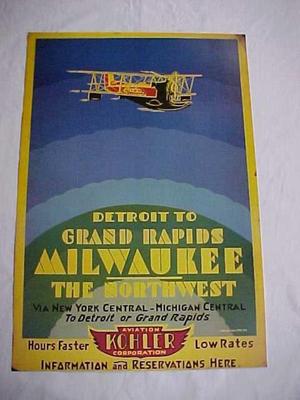 DETROIT TO
GRAND RAPIDS
MILWAUKEE
THE NORTHWEST
VIA NEW YORK CENTRAL - MICHIGAN CENTRAL
To Detroit or Grand Rapids
AVIATION
KOHLER
CORPORATION
Hours Faster
Low Rates
INFORMATION AND RESERVATIONS HERE